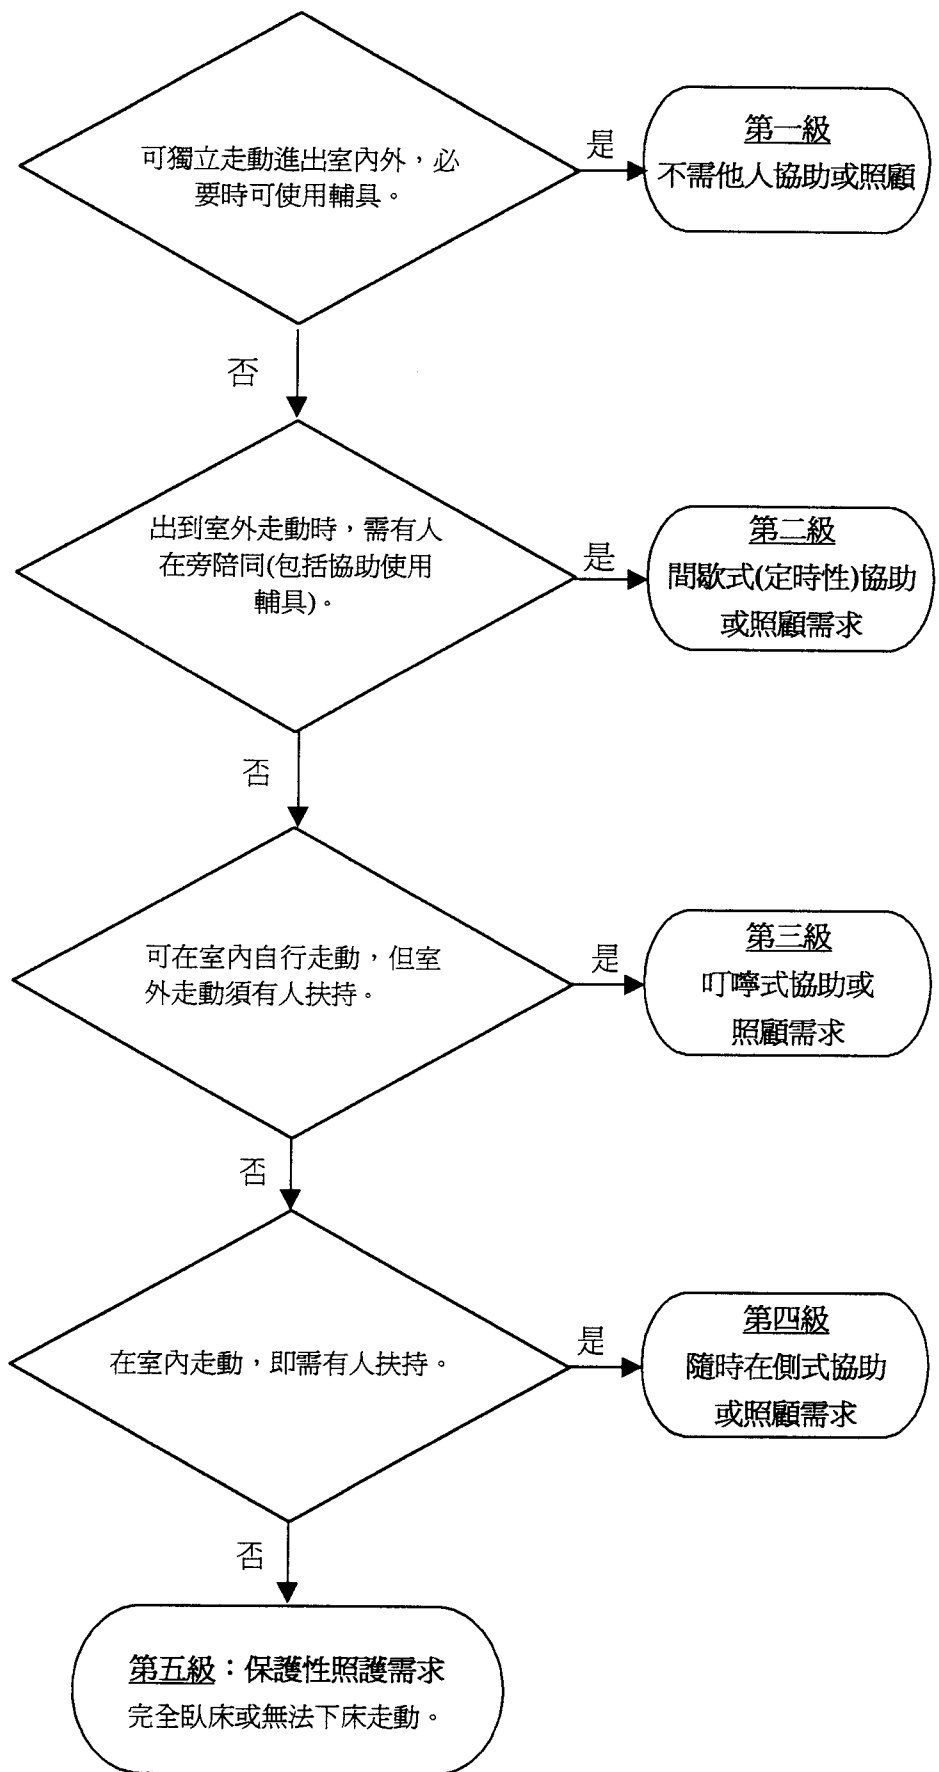 可獨立走動進出室內外，必
要時可使用輔具。
是
第一級
不需他人協助或照顧
否
出到室外走動時，需有人
在旁陪同(包括協助使用
輔具)。
是
第二級
間歇式(定時性)協助
或照顧需求
否
可在室內自行走動，但室
外走動須有人扶持。
是
第三級
叮嚀式協助或
照顧需求
否
在室內走動，即需有人扶持。
是
第四級
隨時在側式協助
或照顧需求
否
第五級：保護性照護需求
完全臥床或無法下床走動。